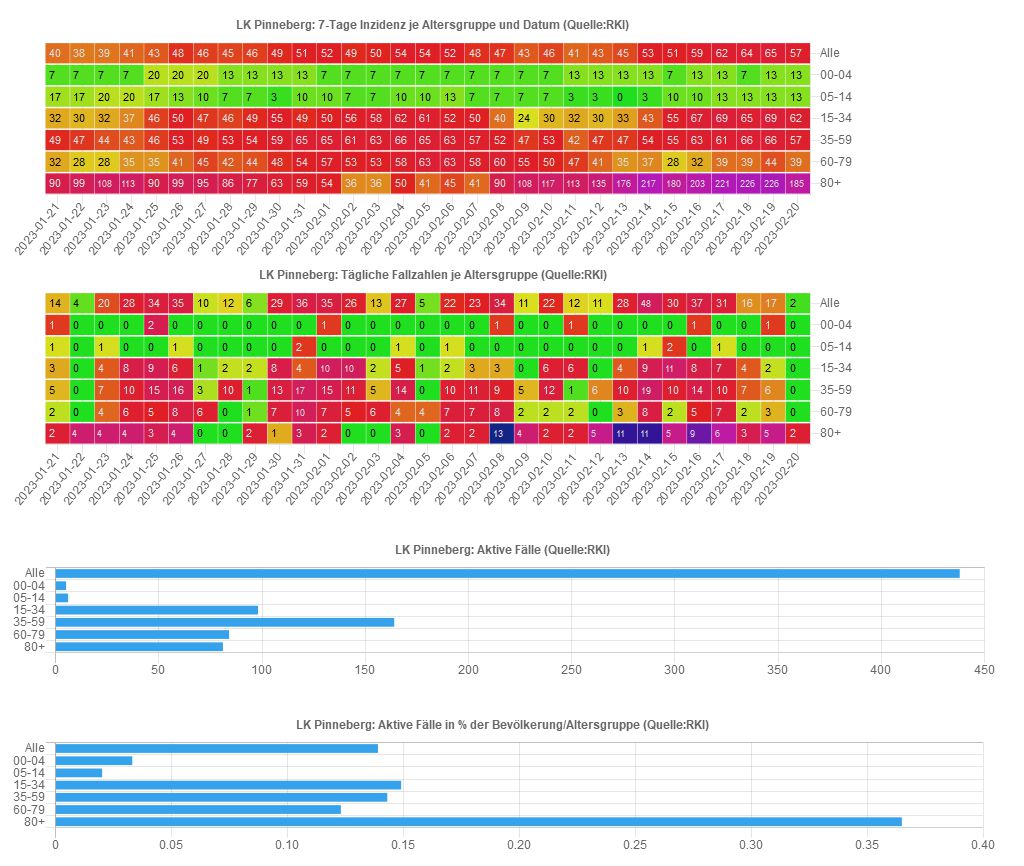 LK Pinneberg: 7-Tage Inzidenz je Altersgruppe und Datum (Quelle:RKI)
40 38 39 41 43 48 46 45 46 49 51 52 49 50 54 54 52 48 47 43 46 41 43 45 53 51 59 62 64 65 57 Alle
7 7 7 7 20 20 20 13 13 13 13 7 7 7 7 7 7 7 7 7 7 13 13 13 13 7 13 13 7 13 13 00-04
17 17 20 20 17 13 10 7 7 3 10 10 7 7 10 10 13 7 7 7 7 3 3 0 3 10 10 13 13 13 13 05-14
32 30 32 37 46 50 47 46 49 55 49 50 56 58 62 61 52 50 40 24 30 32 30 33 43 55 67 69 65 69 62 15-34
49 47 44 43 46 53 49 53 54 59 65 66 61 63 66 65 63 57 52 47 53 42 47 47 54 55 63 61 66 66 57 35-59
32 28 28 35 35 41 45 42 44 48 54 57 53 53 58 63 63 58 60 55 50 47 41 35 37 28 32 39 39 44 39 60-79
90 99 108 113 90 99 95 86 77 63 59 54 36 36 50 41 45 41 90 108 117 113 135 176 217 180 203 221 226 226 185 80+
2023-01-21 2023-01-22 2023-01-23 2023-01-24 2023-01-25 2023-01-26 2023-01-27 2023-01-28 2023-01-29 2023-01-30 2023-01-31 2023-02-01 2023-02-02 2023-02-03 2023-02-04 2023-02-05 2023-02-06 2023-02-07 2023-02-08 2023-02-09 2023-02-10 2023-02-11 2023-02-12 2023-02-13 2023-02-14 2023-02-15 2023-02-16 2023-02-17 2023-02-18 2023-02-19 2023-02-20
LK Pinneberg: Tägliche Fallzahlen je Altersgruppe (Quelle:RKI)
14 4 20 28 34 35 10 12 6 29 36 35 26 13 27 5 22 23 34 11 22 12 11 28 48 30 37 31 16 17 2 Alle
1 0 0 0 2 0 0 0 0 0 0 1 0 0 0 0 0 0 1 0 0 1 0 0 0 0 1 0 0 1 0 00-04
1 0 1 0 0 1 0 0 0 0 2 0 0 0 1 0 1 0 0 0 0 0 0 0 1 2 0 1 0 0 0 05-14
3 0 4 8 9 6 1 2 2 8 4 10 10 2 5 1 2 3 3 0 6 6 0 4 9 11 8 7 4 2 0 15-34
5 0 7 10 15 16 3 10 1 13 17 15 11 5 14 0 10 11 9 5 12 1 6 10 19 10 14 10 7 6 0 35-59
2 0 4 6 5 8 6 0 1 7 10 7 5 6 4 4 7 7 8 2 2 2 0 3 8 2 5 7 2 3 0 60-79
2 4 4 4 3 4 0 0 2 1 3 2 0 0 3 0 2 2 13 4 2 2 5 11 11 5 9 6 3 5 2 80+
2023-01-21 2023-01-22 2023-01-23 2023-01-24 2023-01-25 2023-01-26 2023-01-27 2023-01-28 2023-01-29 2023-01-30 2023-01-31 2023-02-01 2023-02-02 2023-02-03 2023-02-04 2023-02-05 2023-02-06 2023-02-07 2023-02-08 2023-02-09 2023-02-10 2023-02-11 2023-02-12 2023-02-13 2023-02-14 2023-02-15 2023-02-16 2023-02-17 2023-02-18 2023-02-19 2023-02-20
LK Pinneberg: Aktive Fälle (Quelle:RKI)
Alle
00-04
05-14
15-34
35-59
60-79
80+
0 50 100 150 200 250 300 350 400 450
LK Pinneberg: Aktive Fälle in % der Bevölkerung/Altersgruppe (Quelle:RKI)
Alle
00-04
05-14
15-34
35-59
60-79
80+
0 0.05 0.10 0.15 0.20 0.25 0.30 0.35 0.40